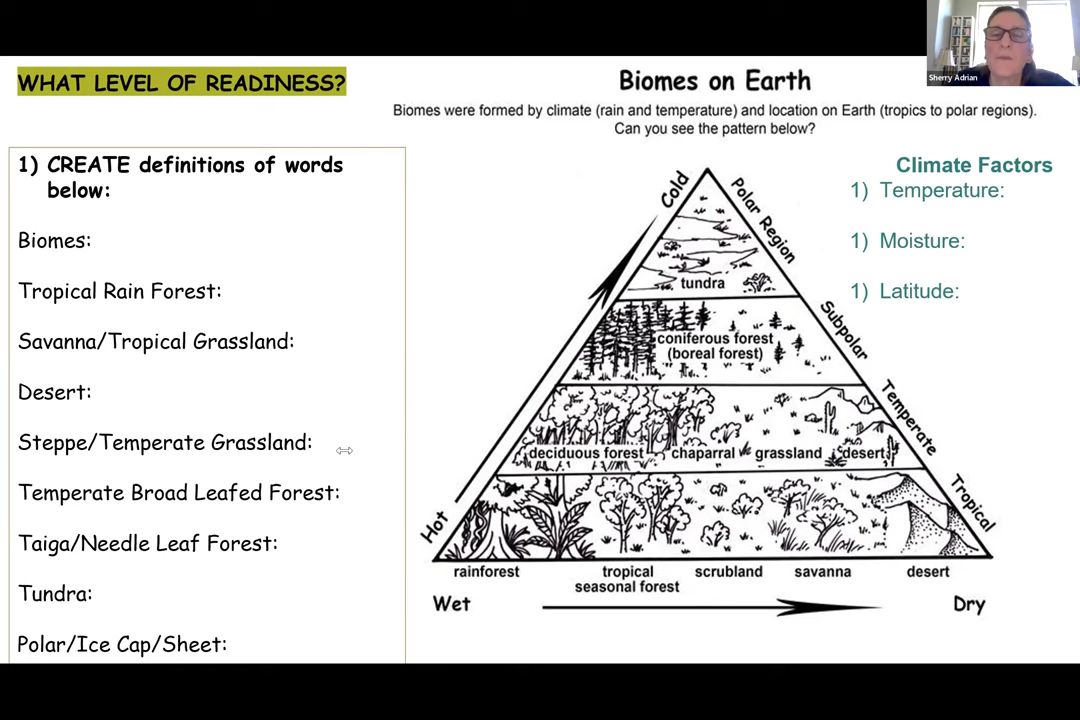 Sherry Adrian
WHAT LEVEL OF READINESS?
1) CREATE definitions of words
below:
Biomes:
Tropical Rain Forest:
Savanna/Tropical Grassland:
Desert:
Steppe/Temperate Grassland:
Temperate Broad Leafed Forest:
Taiga/Needle Leaf Forest:
Tundra:
Polar/Ice Cap/Sheet:
Biomes on Earth
Biomes were formed by climate (rain and temperature) and location on Earth (tropics to polar regions).
Can you see the pattern below?
Climate Factors
1) Temperature:
1) Moisture:
1) Latitude:
Cold
Polar Region
tundra
Subpolar
coniferous forest
(boreal forest)
Temperate
deciduous forest chaparral grassland desert
Hot
Tropical
rainforest tropical scrubland savanna desert
seasonal forest
Wet Dry